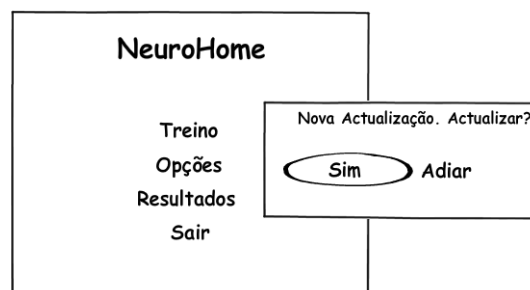 NeuroHome
Treino
Opções
Resultados
Sair
Nova Actualização. Actualizar?
Sim Adiar